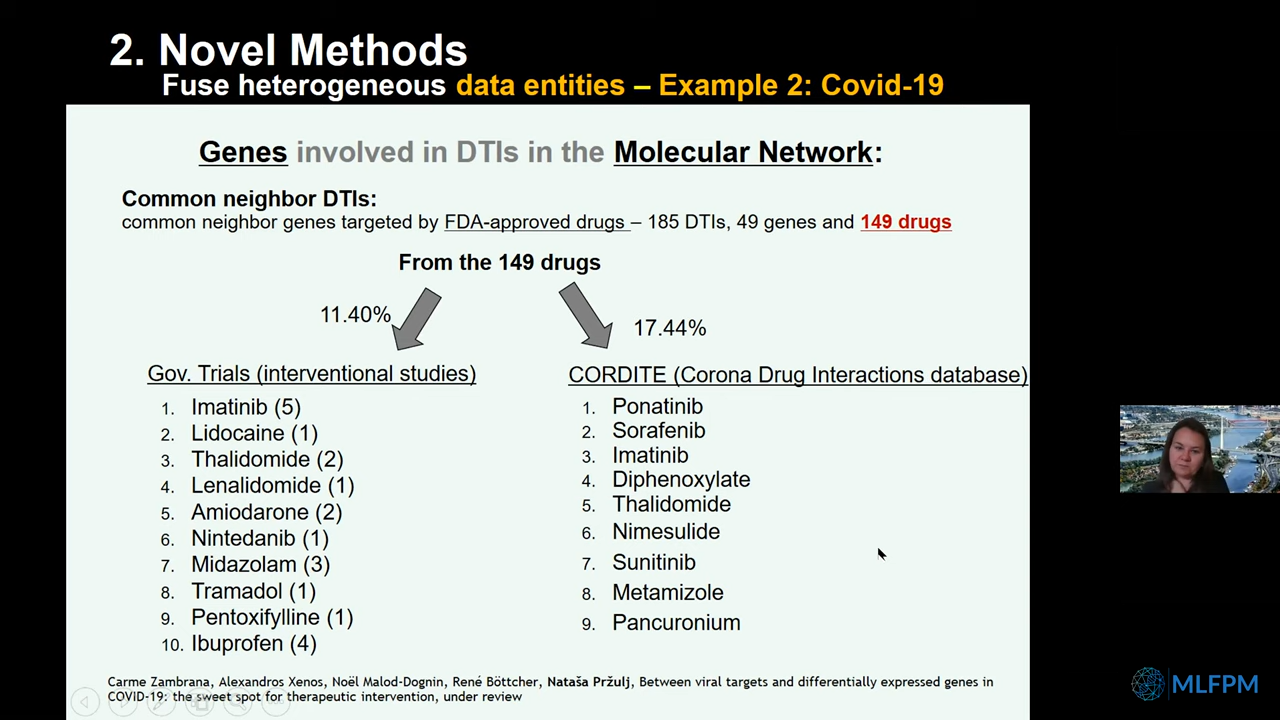 2. Novel Methods
Fuse heterogeneous data entities – Example 2: Covid-19
Genes involved in DTIs in the Molecular Network:
Common neighbor DTIs:
common neighbor genes targeted by FDA-approved drugs – 185 DTIs, 49 genes and 149 drugs
From the 149 drugs
11.40%
17.44%
Gov. Trials (interventional studies)
1. Imatinib (5)
2. Lidocaine (1)
3. Thalidomide (2)
4. Lenalidomide (1)
5. Amiodarone (2)
6. Nintedanib (1)
7. Midazolam (3)
8. Tramadol (1)
9. Pentoxifylline (1)
10. Ibuprofen (4)
CORDITE (Corona Drug Interactions database)
1. Ponatinib
2. Sorafenib
3. Imatinib
4. Diphenoxylate
5. Thalidomide
6. Nimesulide
7. Sunitinib
8. Metamizole
9. Pancuronium
Carme Zambrana, Alexandros Xenos, Noël Malod-Dognin, René Böttcher, Nataša Pržulj, Between viral targets and differentially expressed genes in
COVID-19: the sweet spot for therapeutic intervention, under review
MLFPM